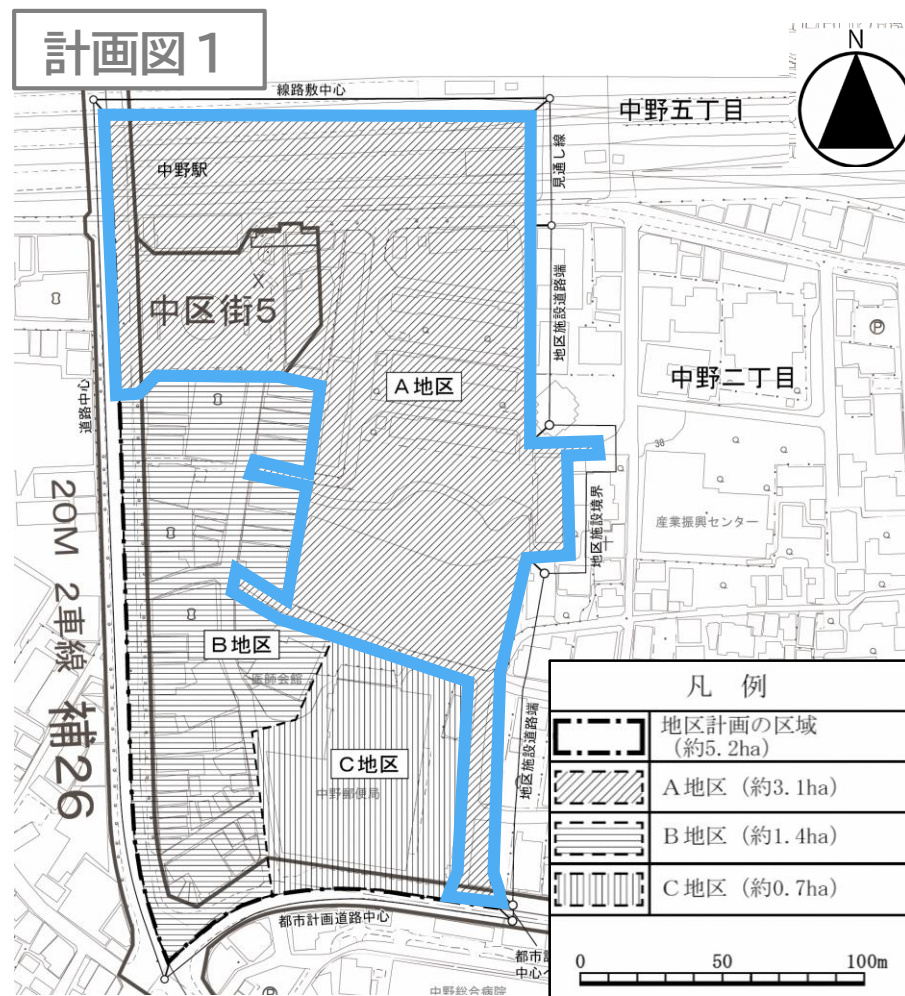 計画図1
N
線路敷中心
中野五丁目
中野駅
見通し線
中区街5
地区施設道路端
A地区
中野二丁目
道路中心
38
産業振興センター
地区施設境界
20M 2車線 補26
B地区
医師会館
C地区
中野郵便局
地区施設道路端
都市計画道路中心
中野総合病院
凡 例
地区計画の区域
(約5.2ha)
A地区 (約3.1ha)
B地区 (約1.4ha)
C地区 (約0.7ha)
0 50 100m